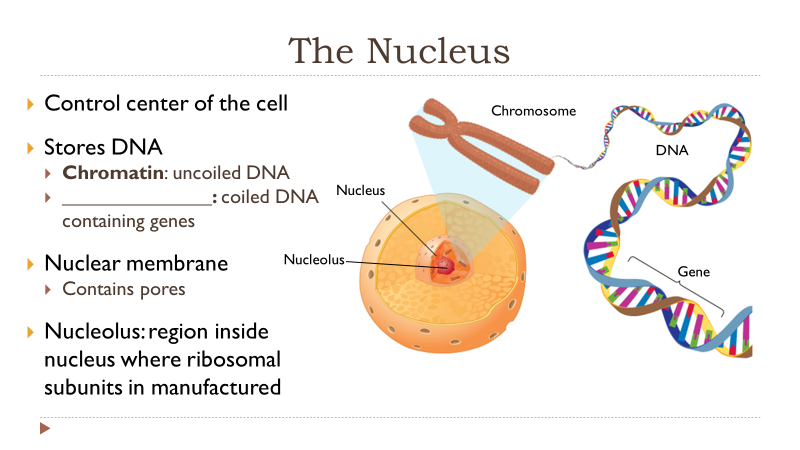 The Nucleus
Control center of the cell
Stores DNA
Chromatin: uncoiled DNA
_______________: coiled DNA
containing genes
Nuclear membrane
Contains pores
Nucleolus: region inside
nucleus where ribosomal
subunits in manufactured
Chromosome
DNA
Nucleus
Nucleolus
Gene